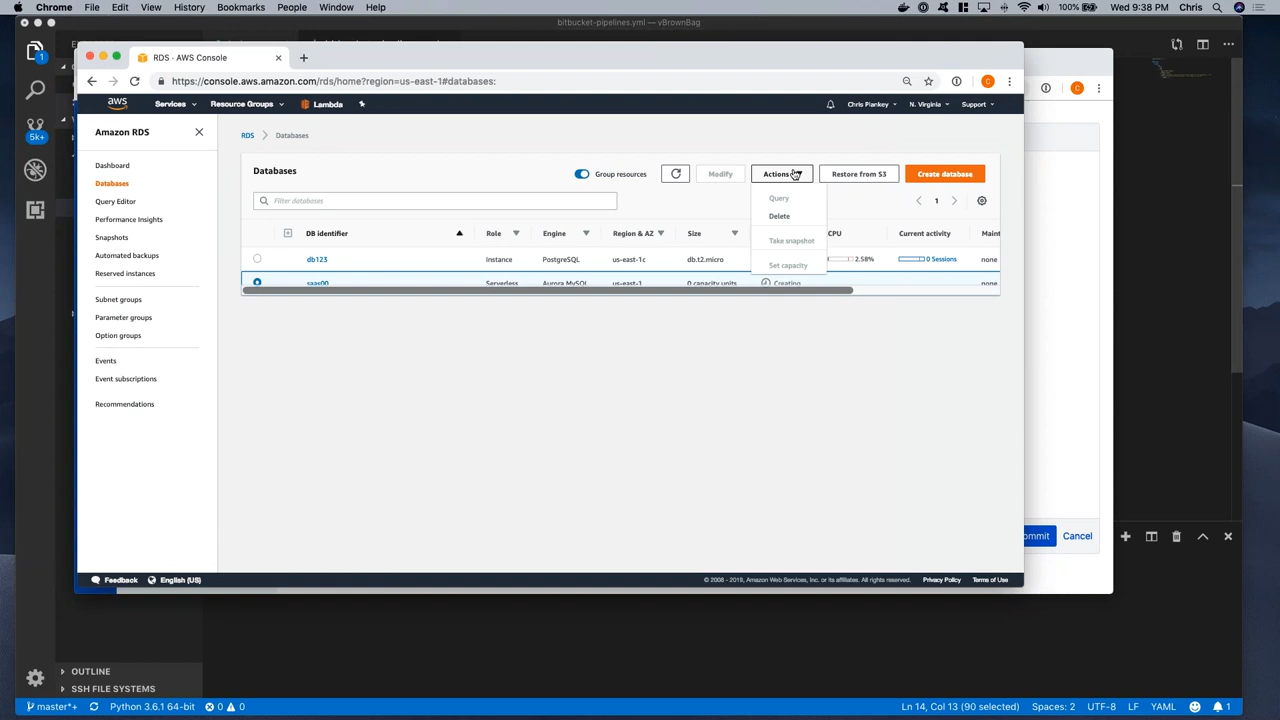 Chrome File Edit View History Bookmarks People Window Help
100% Wed 9:38 PM Chris
bitbucket-pipelines.yml — vBrownBag
RDS · AWS Console
https://console.aws.amazon.com/rds/home?region=us-east-1#databases:
aws Services Resource Groups Lambda Chris Plankey N. Virginia Support
Amazon RDS
Dashboard
Databases
Query Editor
Performance Insights
Snapshots
Automated backups
Reserved instances
Subnet groups
Parameter groups
Option groups
Events
Event subscriptions
Recommendations
RDS Databases
Databases
Group resources Modify Actions Restore from S3 Create database
Filter databases
1
Query
Delete
Take snapshot
Set capacity
DB identifier Role Engine Region & AZ Size CPU Current activity Maint
db123 Instance PostgreSQL us-east-1c db.t2.micro 2.58% 0 Sessions none
saas00 Serverless Aurora MySQL us-east-1 0 capacity units Creating none
Feedback English (US)
© 2008 - 2019, Amazon Web Services, Inc. or its affiliates. All rights reserved. Privacy Policy Terms of Use
1
5k+
C
C
ommit Cancel
OUTLINE
SSH FILE SYSTEMS
master*+ Python 3.6.1 64-bit 0 0 Ln 14, Col 13 (90 selected) Spaces: 2 UTF-8 LF YAML 1